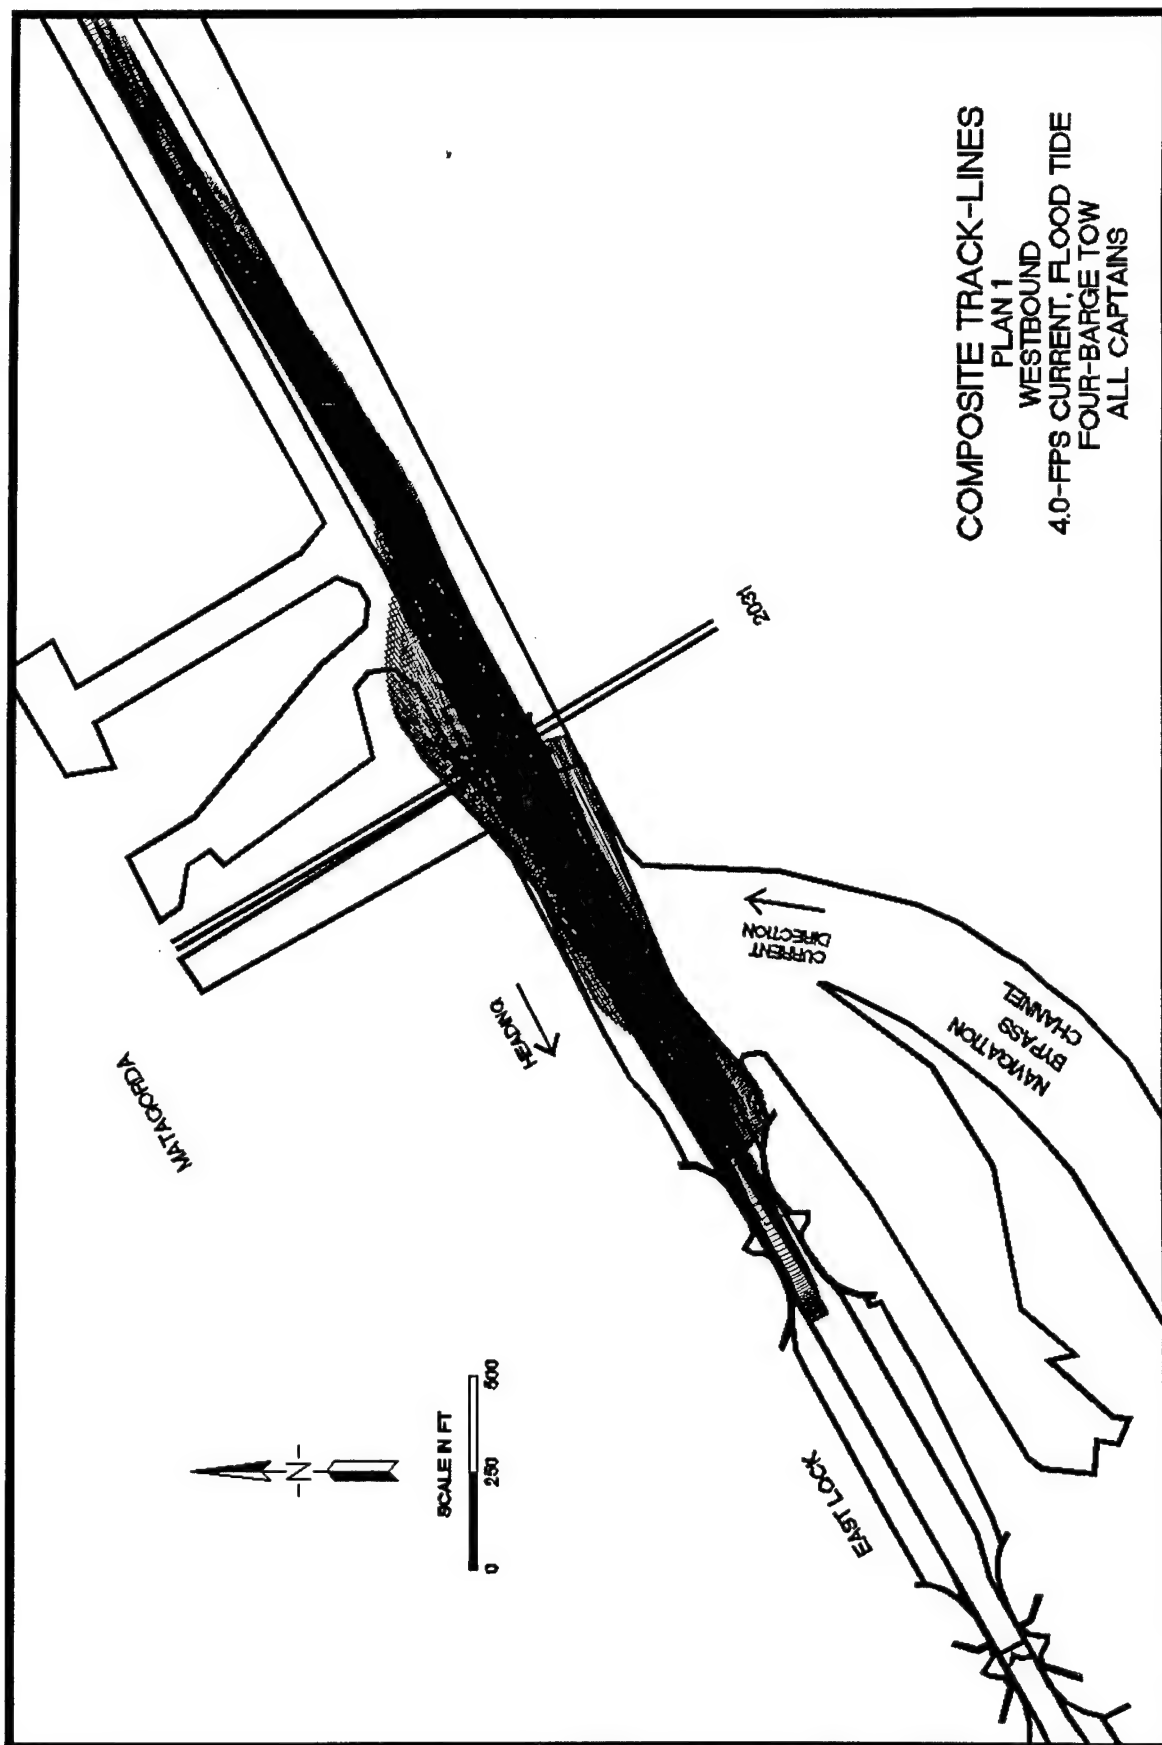 COMPOSITE TRACK-LINES
PLAN 1
WESTBOUND
4.0-FPS CURRENT, FLOOD TIDE
FOUR-BARGE TOW
ALL CAPTAINS
2031
MATAGORDA
HEADING
CURRENT
DIRECTION
NAVIGATION
BYPASS
CHANNEL
N
SCALE IN FT
0 250 500
EAST LOCK